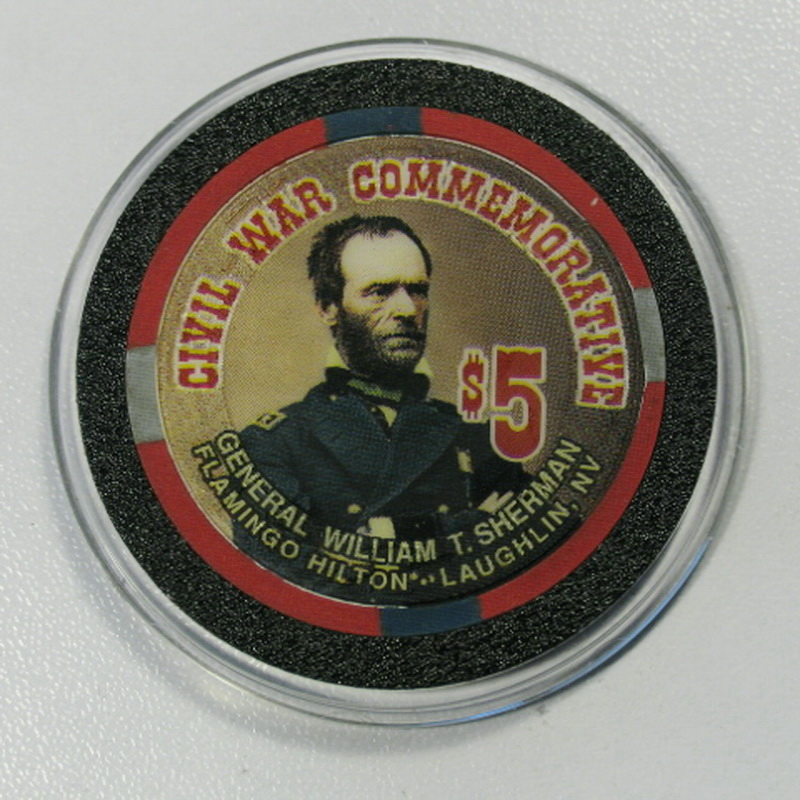 CIVIL WAR COMMEMORATIVE
$5
GENERAL WILLIAM T. SHERMAN
FLAMINGO HILTON • LAUGHLIN, NV